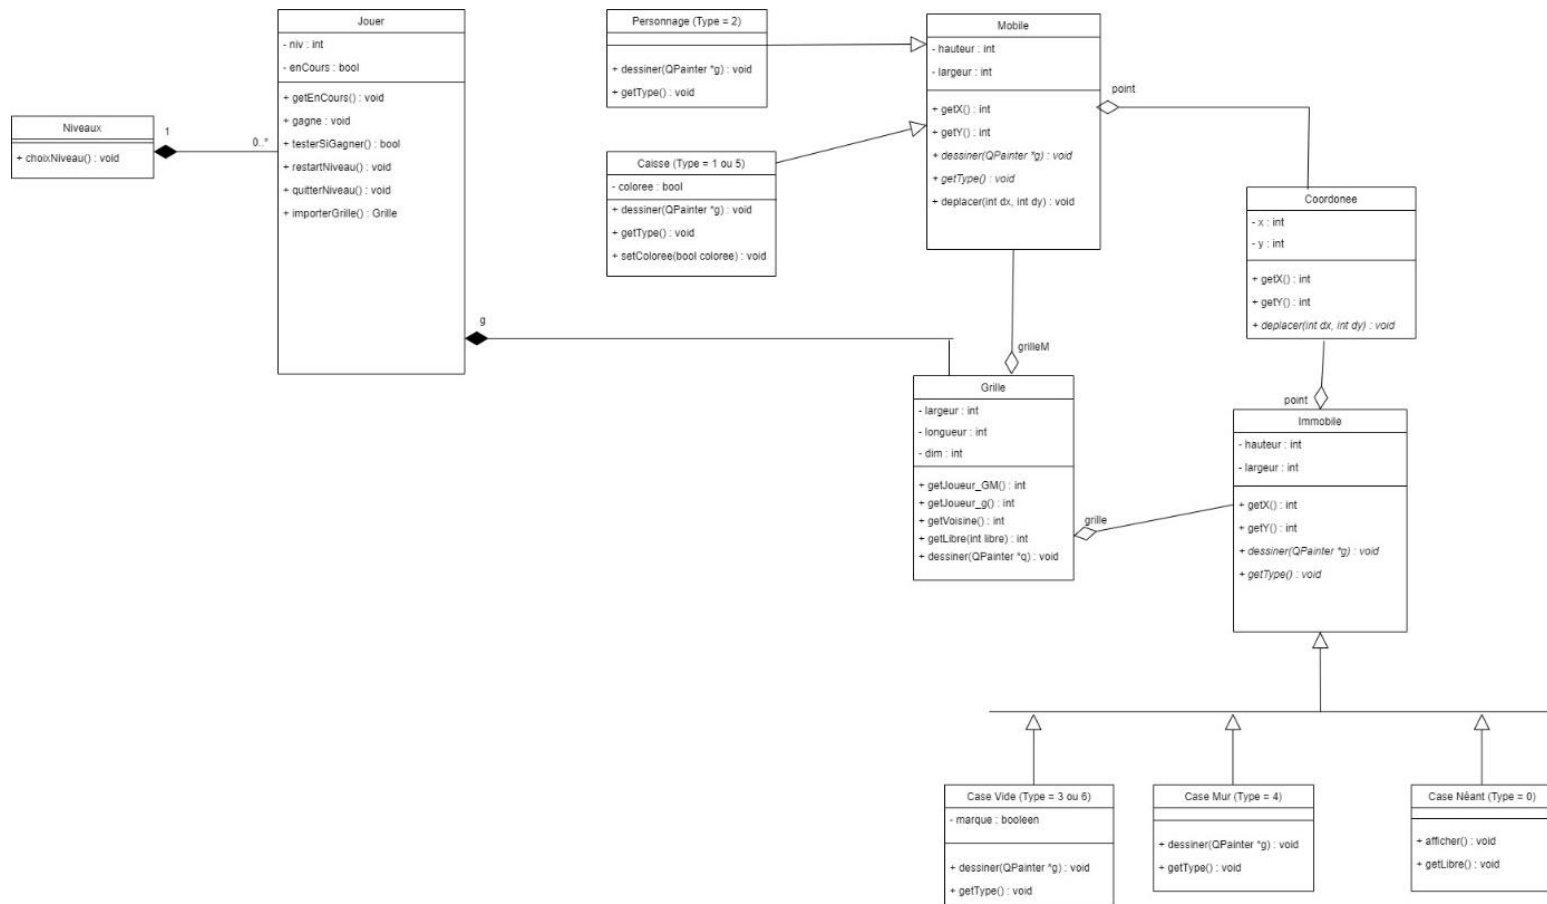 Niveaux
+ choixNiveau() : void
1
0..*
Jouer
- niv : int
- enCours : bool
+ getEnCours() : void
+ gagne : void
+ testerSiGagner() : bool
+ restartNiveau() : void
+ quitterNiveau() : void
+ importerGrille() : Grille
g
Personnage (Type = 2)
+ dessiner(QPainter *g) : void
+ getType() : void
Caisse (Type = 1 ou 5)
- coloree : bool
+ dessiner(QPainter *g) : void
+ getType() : void
+ setColoree(bool coloree) : void
Mobile
- hauteur : int
- largeur : int
+ getX() : int
+ getY() : int
+ dessiner(QPainter *g) : void
+ getType() : void
+ deplacer(int dx, int dy) : void
point
Coordonee
- x : int
- y : int
+ getX() : int
+ getY() : int
+ deplacer(int dx, int dy) : void
grilleM
Grille
- largeur : int
- longueur : int
- dim : int
+ getJoueur_GM() : int
+ getJoueur_g() : int
+ getVoisine() : int
+ getLibre(int libre) : int
+ dessiner(QPainter *q) : void
grille
point
Immobile
- hauteur : int
- largeur : int
+ getX() : int
+ getY() : int
+ dessiner(QPainter *g) : void
+ getType() : void
Case Vide (Type = 3 ou 6)
- marque : booleen
+ dessiner(QPainter *g) : void
+ getType() : void
Case Mur (Type = 4)
+ dessiner(QPainter *g) : void
+ getType() : void
Case Néant (Type = 0)
+ afficher() : void
+ getLibre() : void